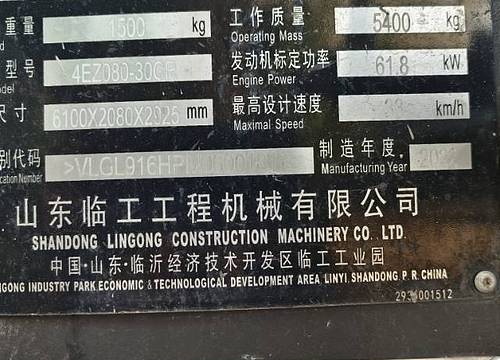 重量 1500 kg 工作质量 5400 kg
Operating Mass
型号 4EZ080-30C 发动机标定功率 61.8 kW
Engine Power
尺寸 6100X2080X2925 mm 最高设计速度 km/h
Maximal Speed
别代码 >VLGL916HP 制造年度
Manufacturing Year
山东临工工程机械有限公司
SHANDONG LINGONG CONSTRUCTION MACHINERY CO. LTD.
中国·山东·临沂经济技术开发区临工工业园
INDUSTRY PARK ECONOMIC & TECHNOLOGICAL DEVELOPMENT AREA LINYI, SHANDONG P. R. CHINA
2936001512